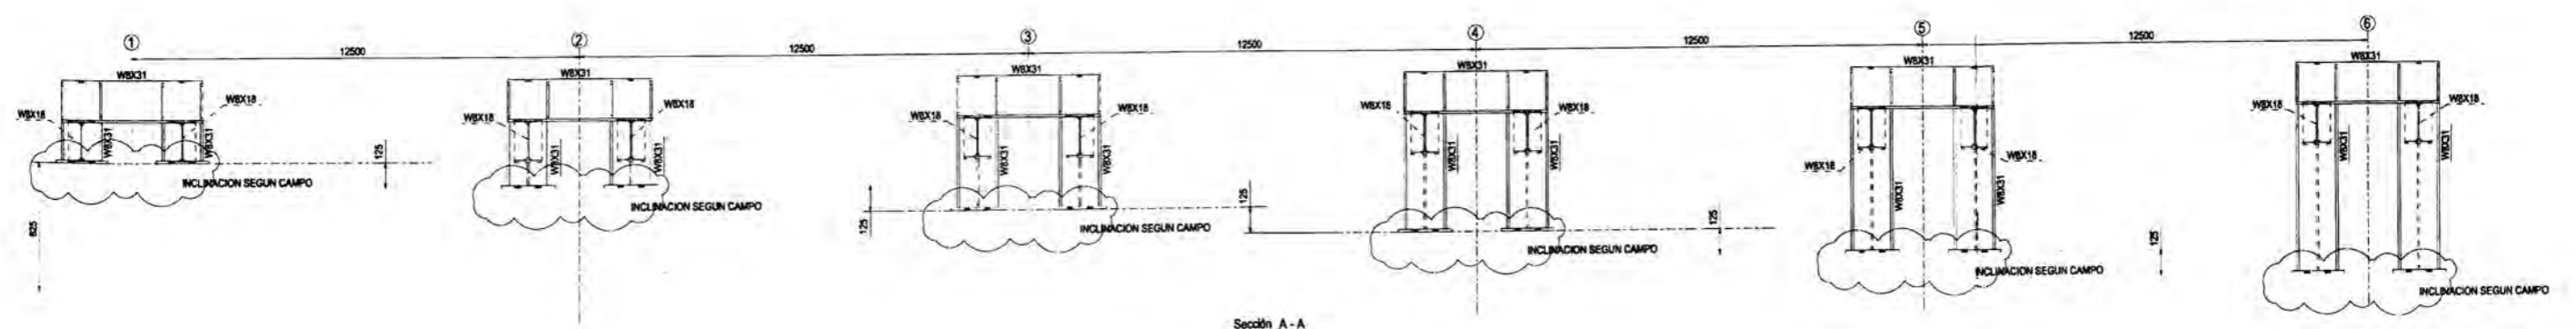 1 12500 2 12500 3 12500 4 12500 5 12500 6
W8X31 W8X31 W8X31 W8X31 W8X31 W8X31
W8X18 W8X18 W8X31 W8X31
125
INCLINACION SEGUN CAMPO
625
W8X18 W8X18 W8X31 W8X31
INCLINACION SEGUN CAMPO
W8X18 W8X18 W8X31 W8X31
125
INCLINACION SEGUN CAMPO
125
W8X18 W8X18 W8X31 W8X31
INCLINACION SEGUN CAMPO
125
W8X18 W8X18 W8X31 W8X31
INCLINACION SEGUN CAMPO
125
W8X18 W8X18 W8X31 W8X31
INCLINACION SEGUN CAMPO
Sección A - A